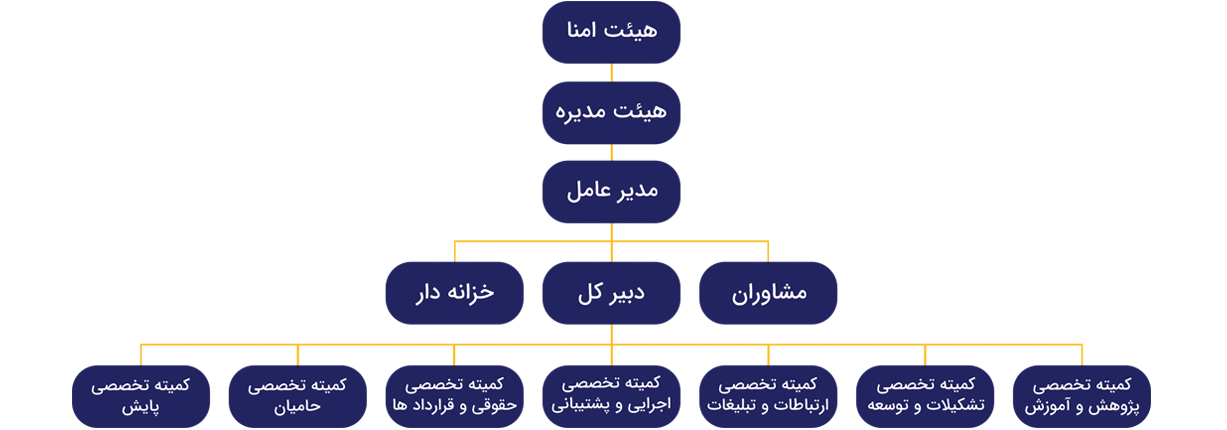 هیئت امنا
هیئت مدیره
مدیر عامل
مشاوران
دبیر کل
خزانه دار
کمیته تخصصی
پژوهش و آموزش
کمیته تخصصی
تشکیلات و توسعه
کمیته تخصصی
ارتباطات و تبلیغات
کمیته تخصصی
اجرایی و پشتیبانی
کمیته تخصصی
حقوقی و قرارداد ها
کمیته تخصصی
حامیان
کمیته تخصصی
پایش